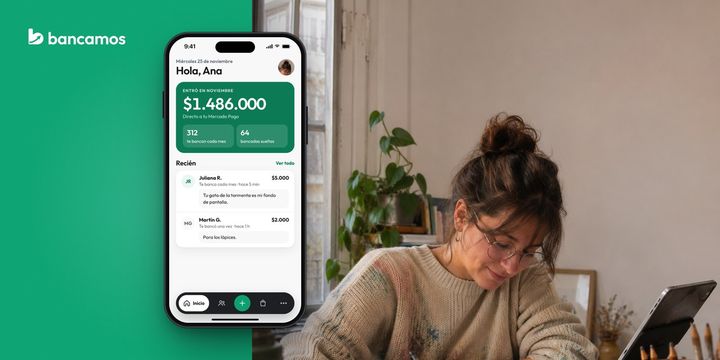 bancamos
9:41
Miércoles 25 de noviembre
Hola, Ana
ENTRÓ EN NOVIEMBRE
$1.486.000
Directo a tu Mercado Pago
312
te bancan cada mes
64
bancadas sueltas
Recién
Ver todo
JR
Juliana R.
$5.000
Te banca cada mes · hace 5 min
Tu gata de la tormenta es mi fondo
de pantalla.
MG
Martín G.
$2.000
Te bancó una vez · hace 1 h
Para los lápices.
Inicio